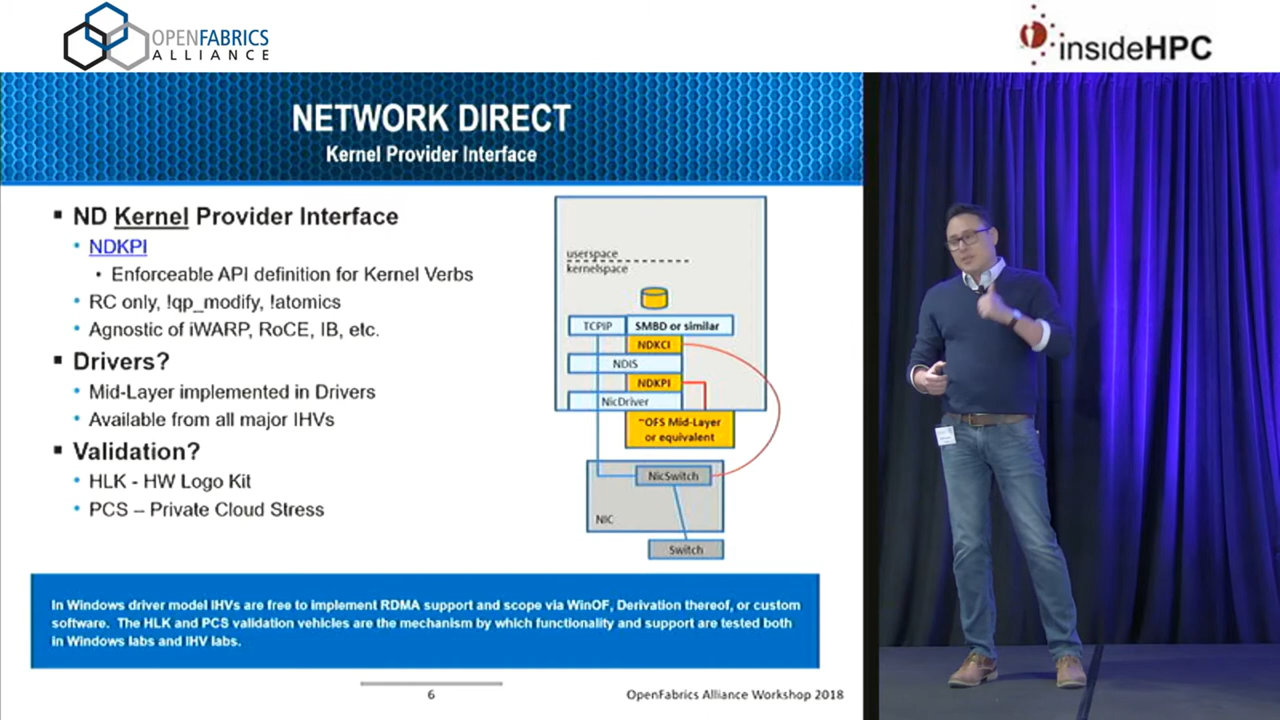 OPENFABRICS
ALLIANCE
insideHPC
NETWORK DIRECT
Kernel Provider Interface
ND Kernel Provider Interface
NDKPI
Enforceable API definition for Kernel Verbs
RC only, !qp_modify, !atomics
Agnostic of iWARP, RoCE, IB, etc.
Drivers?
Mid-Layer implemented in Drivers
Available from all major IHVs
Validation?
HLK - HW Logo Kit
PCS – Private Cloud Stress
userspace
kernelspace
TCPIP
SMBD or similar
NDKCI
NDIS
NDKPI
NicDriver
~OFS Mid-Layer
or equivalent
NicSwitch
NIC
Switch
In Windows driver model IHVs are free to implement RDMA support and scope via WinOF, Derivation thereof, or custom
software. The HLK and PCS validation vehicles are the mechanism by which functionality and support are tested both
in Windows labs and IHV labs.
6
OpenFabrics Alliance Workshop 2018